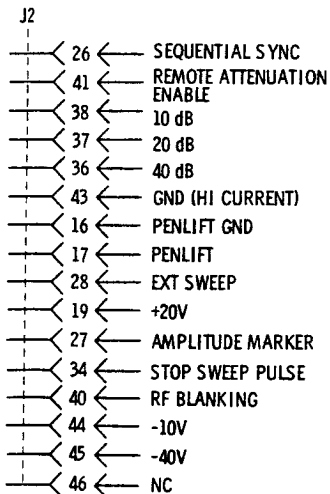 J2
26 SEQUENTIAL SYNC
41 REMOTE ATTENUATION
ENABLE
38 10 dB
37 20 dB
36 40 dB
43 GND (HI CURRENT)
16 PENLIFT GND
17 PENLIFT
28 EXT SWEEP
19 +20V
27 AMPLITUDE MARKER
34 STOP SWEEP PULSE
40 RF BLANKING
44 -10V
45 -40V
46 NC